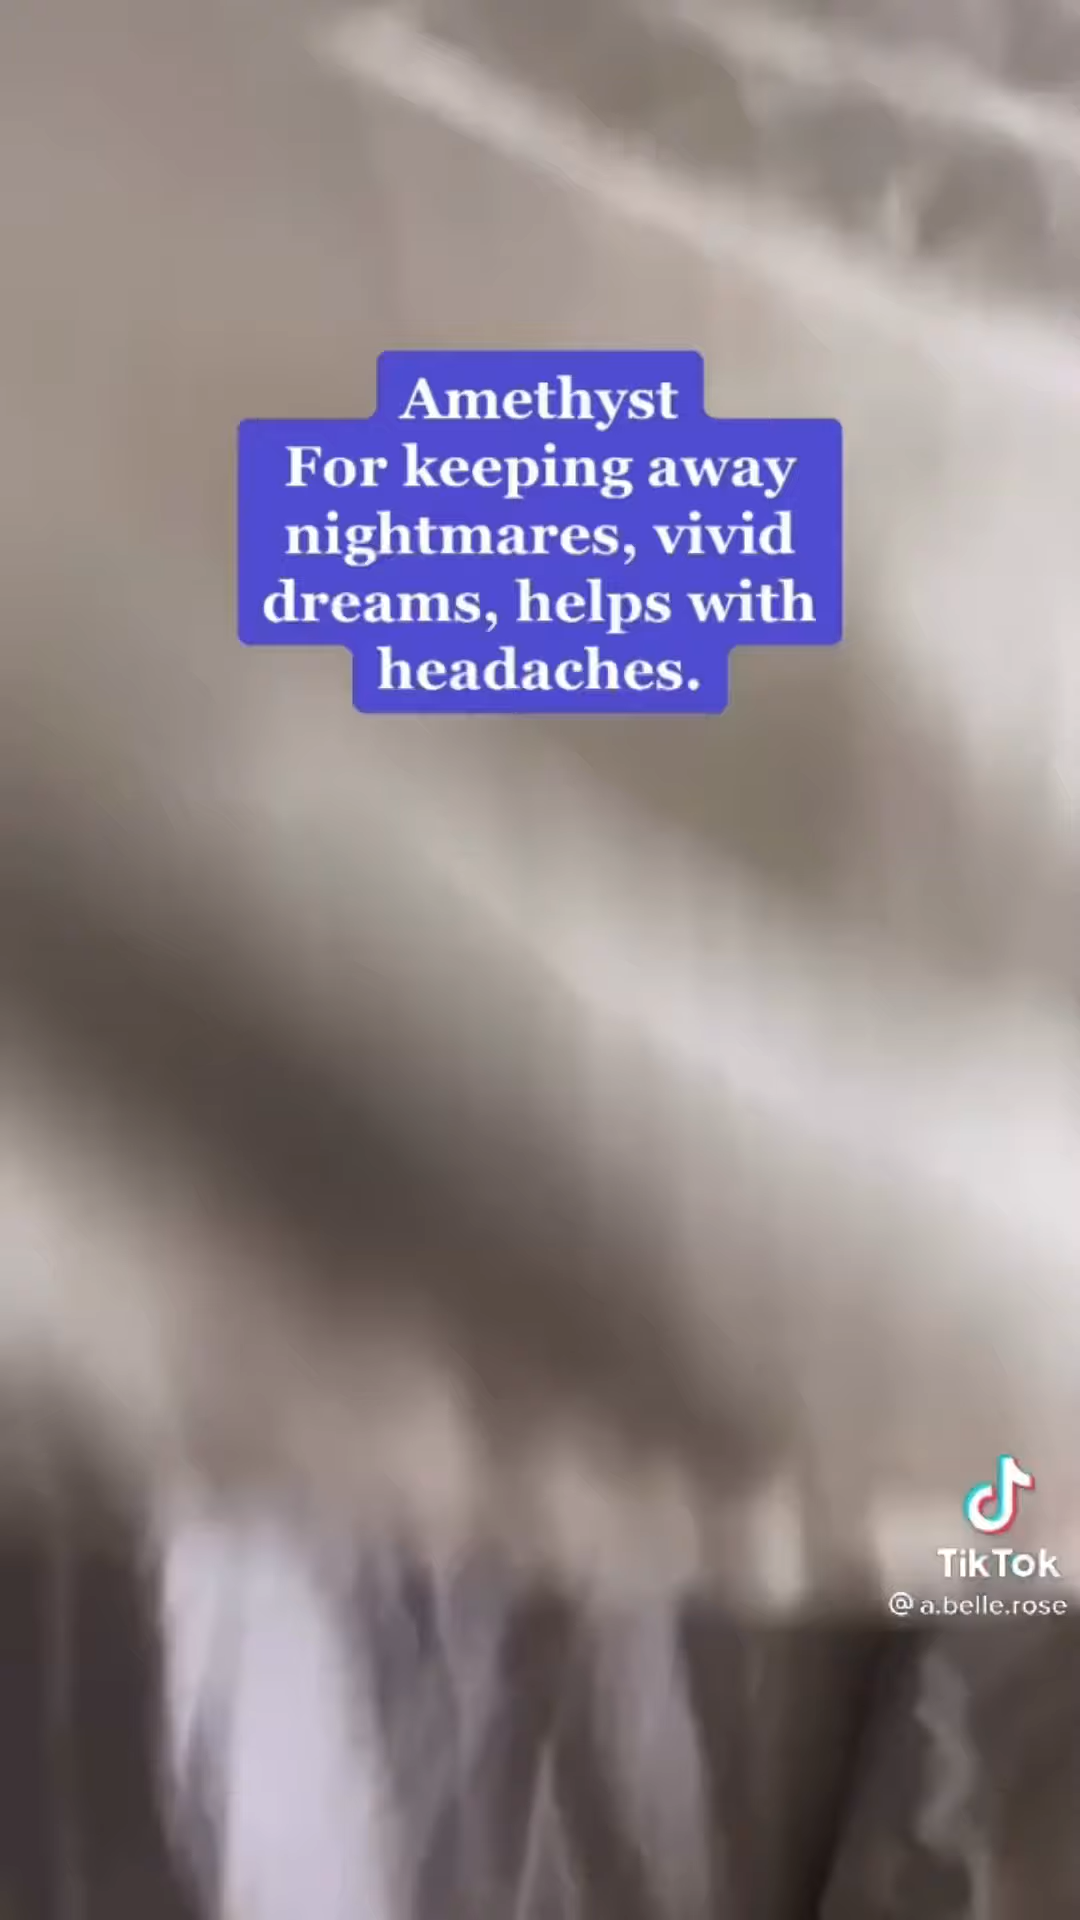 Amethyst
For keeping away
nightmares, vivid
dreams, helps with
headaches.
TikTok
@a.belle.rose